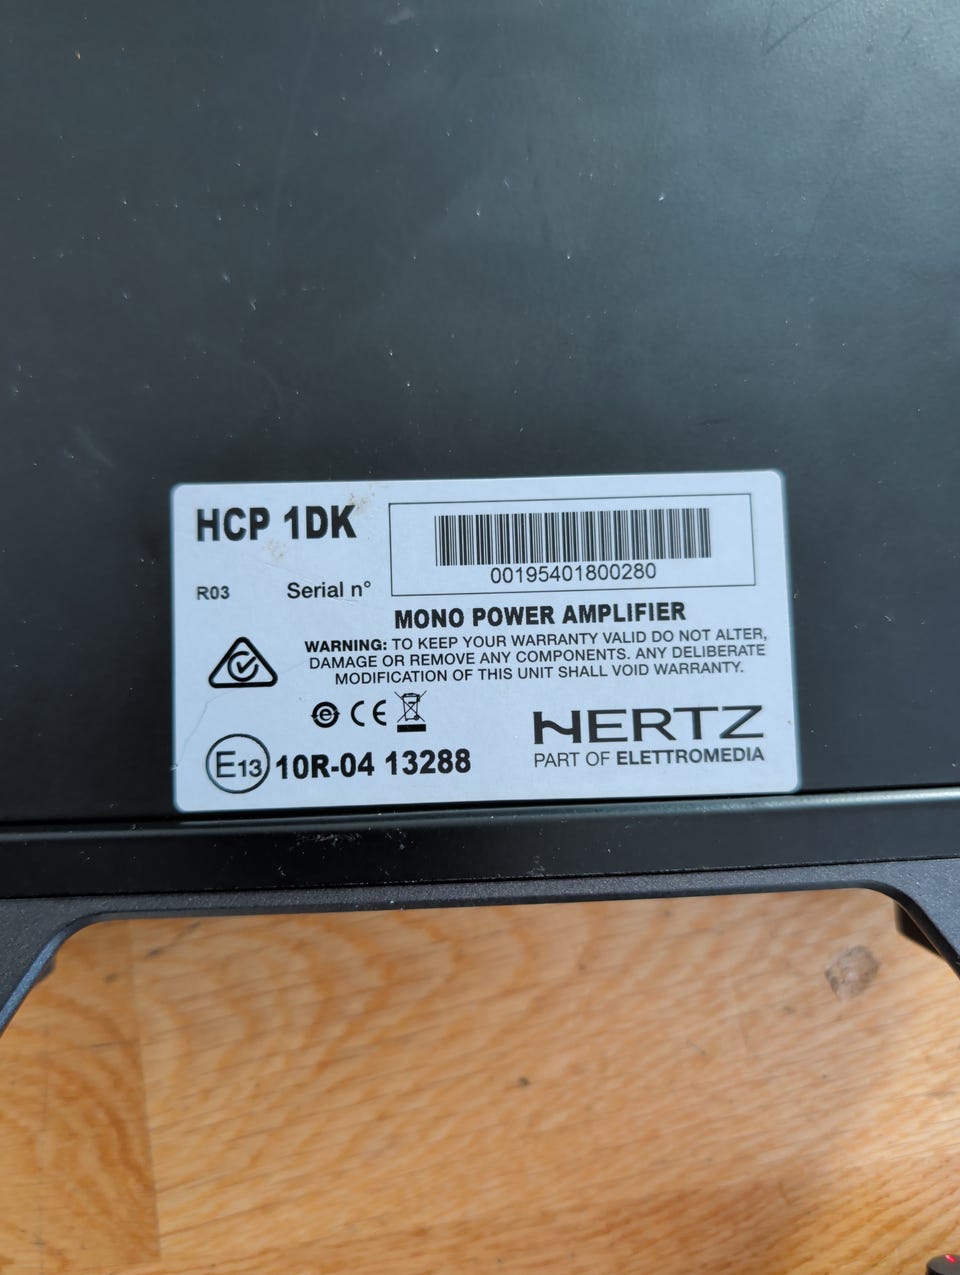 HCP 1DK
00195401800280
R03 Serial n°
MONO POWER AMPLIFIER
WARNING: TO KEEP YOUR WARRANTY VALID DO NOT ALTER,
DAMAGE OR REMOVE ANY COMPONENTS. ANY DELIBERATE
MODIFICATION OF THIS UNIT SHALL VOID WARRANTY.
e CE
HERTZ
PART OF ELETTROMEDIA
E13 10R-04 13288